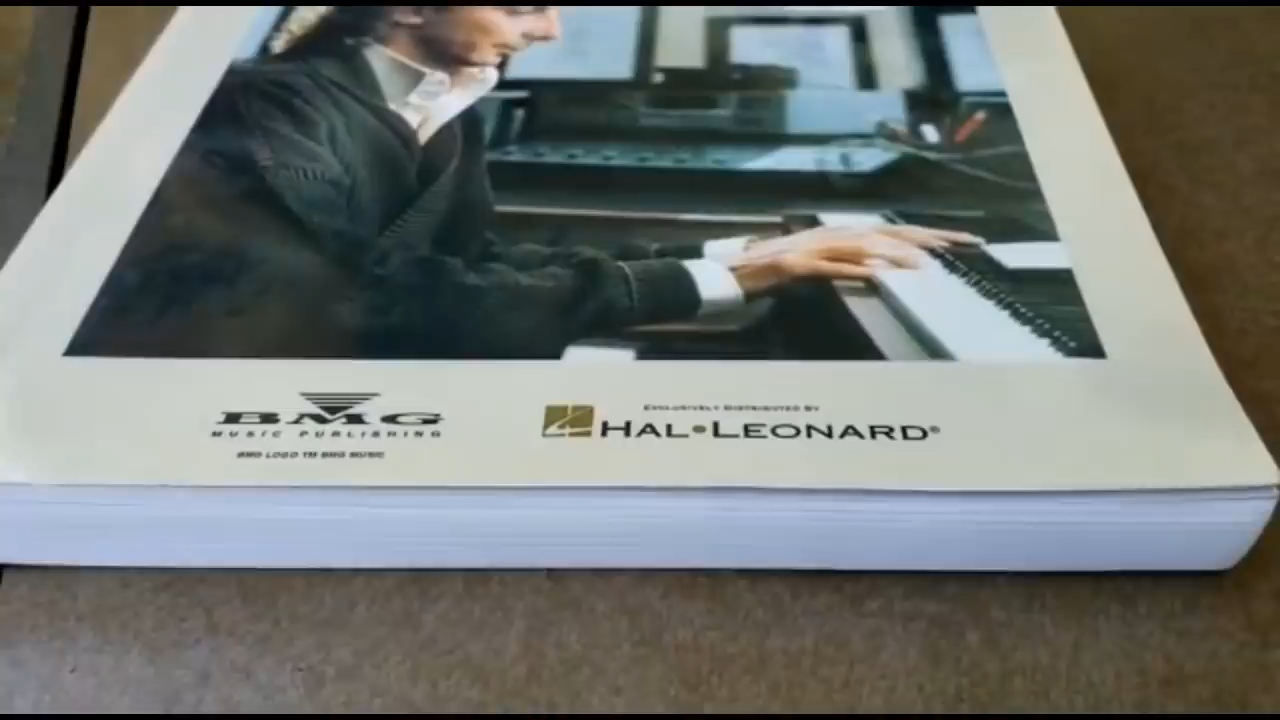 BMG
MUSIC PUBLISHING
BMG LOGO TM BMG MUSIC
EXCLUSIVELY DISTRIBUTED BY
HAL•LEONARD®